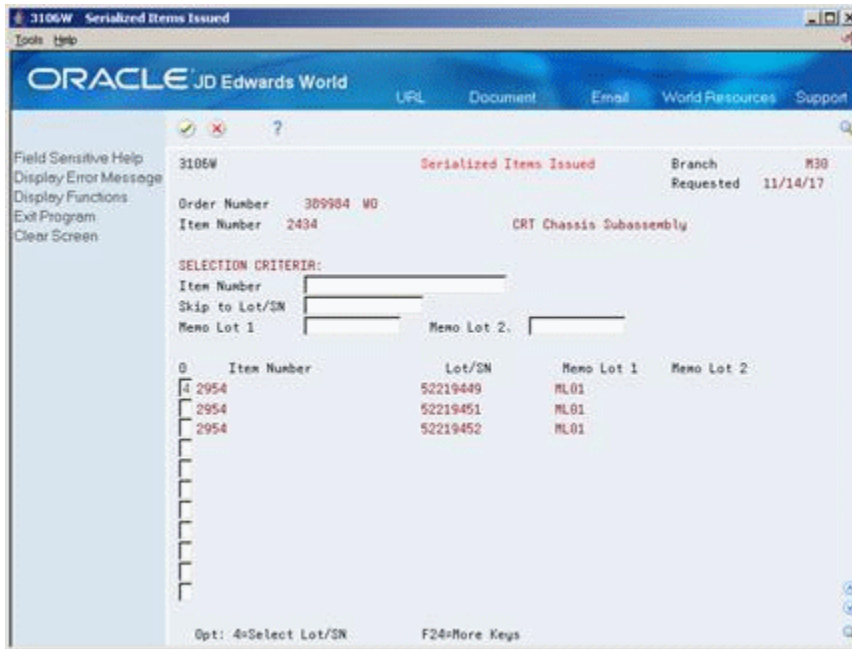 3106W Serialized Items Issued
Tools Help
ORACLE JD Edwards World
URL Document Email World Resources Support
Field Sensitive Help
Display Error Message
Display Functions
Exit Program
Clear Screen
3106W Serialized Items Issued Branch M30
Requested 11/14/17
Order Number 389984 WO
Item Number 2434 CRT Chassis Subassembly
SELECTION CRITERIA:
Item Number
Skip to Lot/SN
Memo Lot 1 Memo Lot 2.
O Item Number Lot/SN Memo Lot 1 Memo Lot 2
4 2954 52219449 ML01
2954 52219451 ML01
2954 52219452 ML01
Opt: 4=Select Lot/SN F24=More Keys